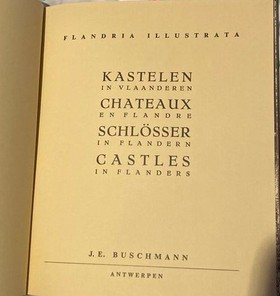 FLANDRIA ILLUSTRATA
KASTELEN
IN VLAANDEREN
CHATEAUX
EN FLANDRE
SCHLÖSSER
IN FLANDERN
CASTLES
IN FLANDERS
J.E. BUSCHMANN
ANTWERPEN